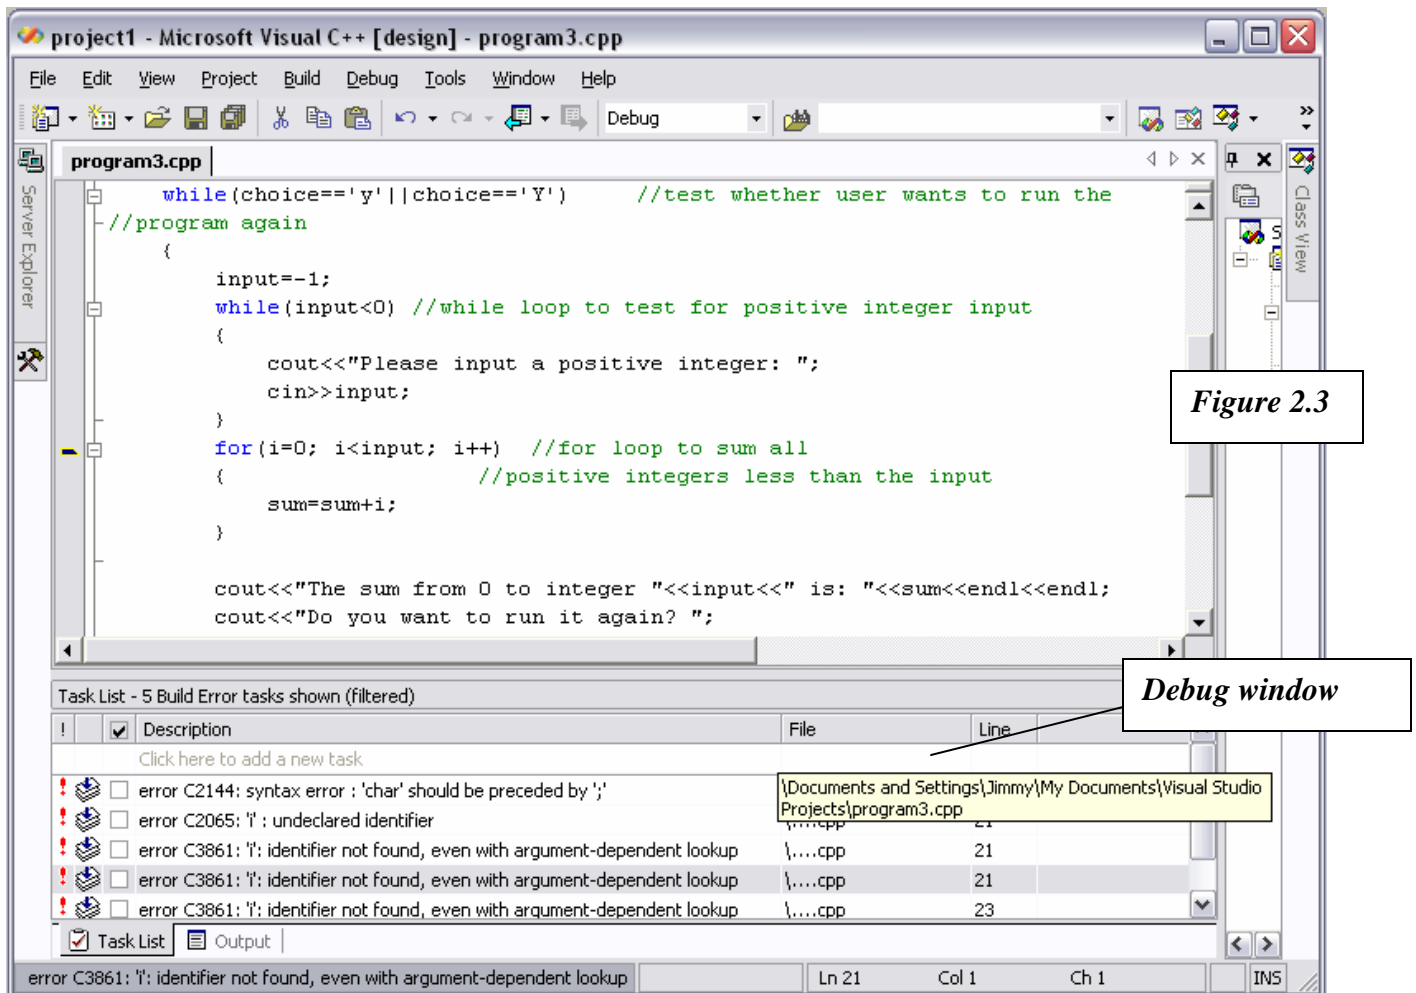 project1 - Microsoft Visual C++ [design] - program3.cpp
File Edit View Project Build Debug Tools Window Help
Debug
program3.cpp
Server Explorer
Class View
while(choice=='y'||choice=='Y') //test whether user wants to run the
//program again
{
input=-1;
while(input<0) //while loop to test for positive integer input
{
cout<<"Please input a positive integer: ";
cin>>input;
}
for(i=0; i<input; i++) //for loop to sum all
{ //positive integers less than the input
sum=sum+i;
}
cout<<"The sum from 0 to integer "<<input<<" is: "<<sum<<endl<<endl;
cout<<"Do you want to run it again? ";
Figure 2.3
Debug window
Task List - 5 Build Error tasks shown (filtered)
! Description File Line
Click here to add a new task
error C2144: syntax error : 'char' should be preceded by ';'
\Documents and Settings\Jimmy\My Documents\Visual Studio
Projects\program3.cpp
error C2065: 'i' : undeclared identifier \....cpp 21
error C3861: 'i': identifier not found, even with argument-dependent lookup \....cpp 21
error C3861: 'i': identifier not found, even with argument-dependent lookup \....cpp 21
error C3861: 'i': identifier not found, even with argument-dependent lookup \....cpp 23
Task List Output
error C3861: 'i': identifier not found, even with argument-dependent lookup Ln 21 Col 1 Ch 1 INS